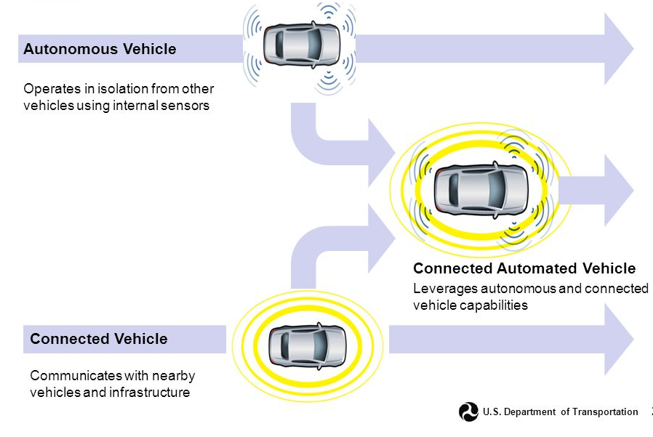 Autonomous Vehicle
Operates in isolation from other
vehicles using internal sensors
Connected Automated Vehicle
Leverages autonomous and connected
vehicle capabilities
Connected Vehicle
Communicates with nearby
vehicles and infrastructure
U.S. Department of Transportation